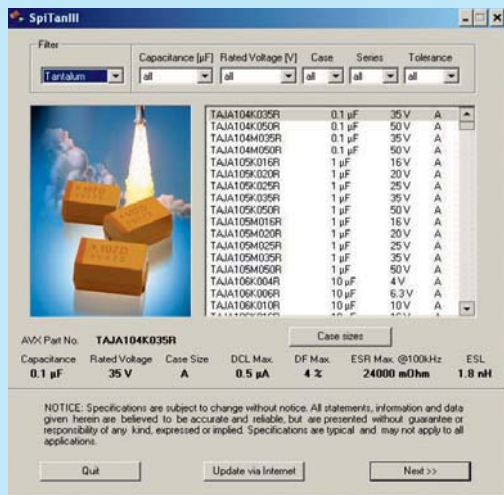 SpiTanIII
Filter
Capacitance [µF] Rated Voltage [V] Case Series Tolerance
Tantalum all all all all all
TAJA104K035R 0.1 µF 35 V A
TAJA104K050R 0.1 µF 50 V A
TAJA104M035R 0.1 µF 35 V A
TAJA104M050R 0.1 µF 50 V A
TAJA105K016R 1 µF 16 V A
TAJA105K020R 1 µF 20 V A
TAJA105K025R 1 µF 25 V A
TAJA105K035R 1 µF 35 V A
TAJA105K050R 1 µF 50 V A
TAJA105M016R 1 µF 16 V A
TAJA105M020R 1 µF 20 V A
TAJA105M025R 1 µF 25 V A
TAJA105M035R 1 µF 35 V A
TAJA105M050R 1 µF 50 V A
TAJA106K004R 10 µF 4 V A
TAJA106K006R 10 µF 6.3 V A
TAJA106K010R 10 µF 10 V A
Case sizes
AVX Part No. TAJA104K035R
Capacitance Rated Voltage Case Size DCL Max. DF Max. ESR Max. @100kHz ESL
0.1 µF 35 V A 0.5 µA 4 % 24000 mOhm 1.8 nH
NOTICE: Specifications are subject to change without notice. All statements, information and data
given herein are believed to be accurate and reliable, but are presented without guarantee or
responsibility of any kind, expressed or implied. Specifications are typical and may not apply to all
applications.
Quit Update via Internet Next >>